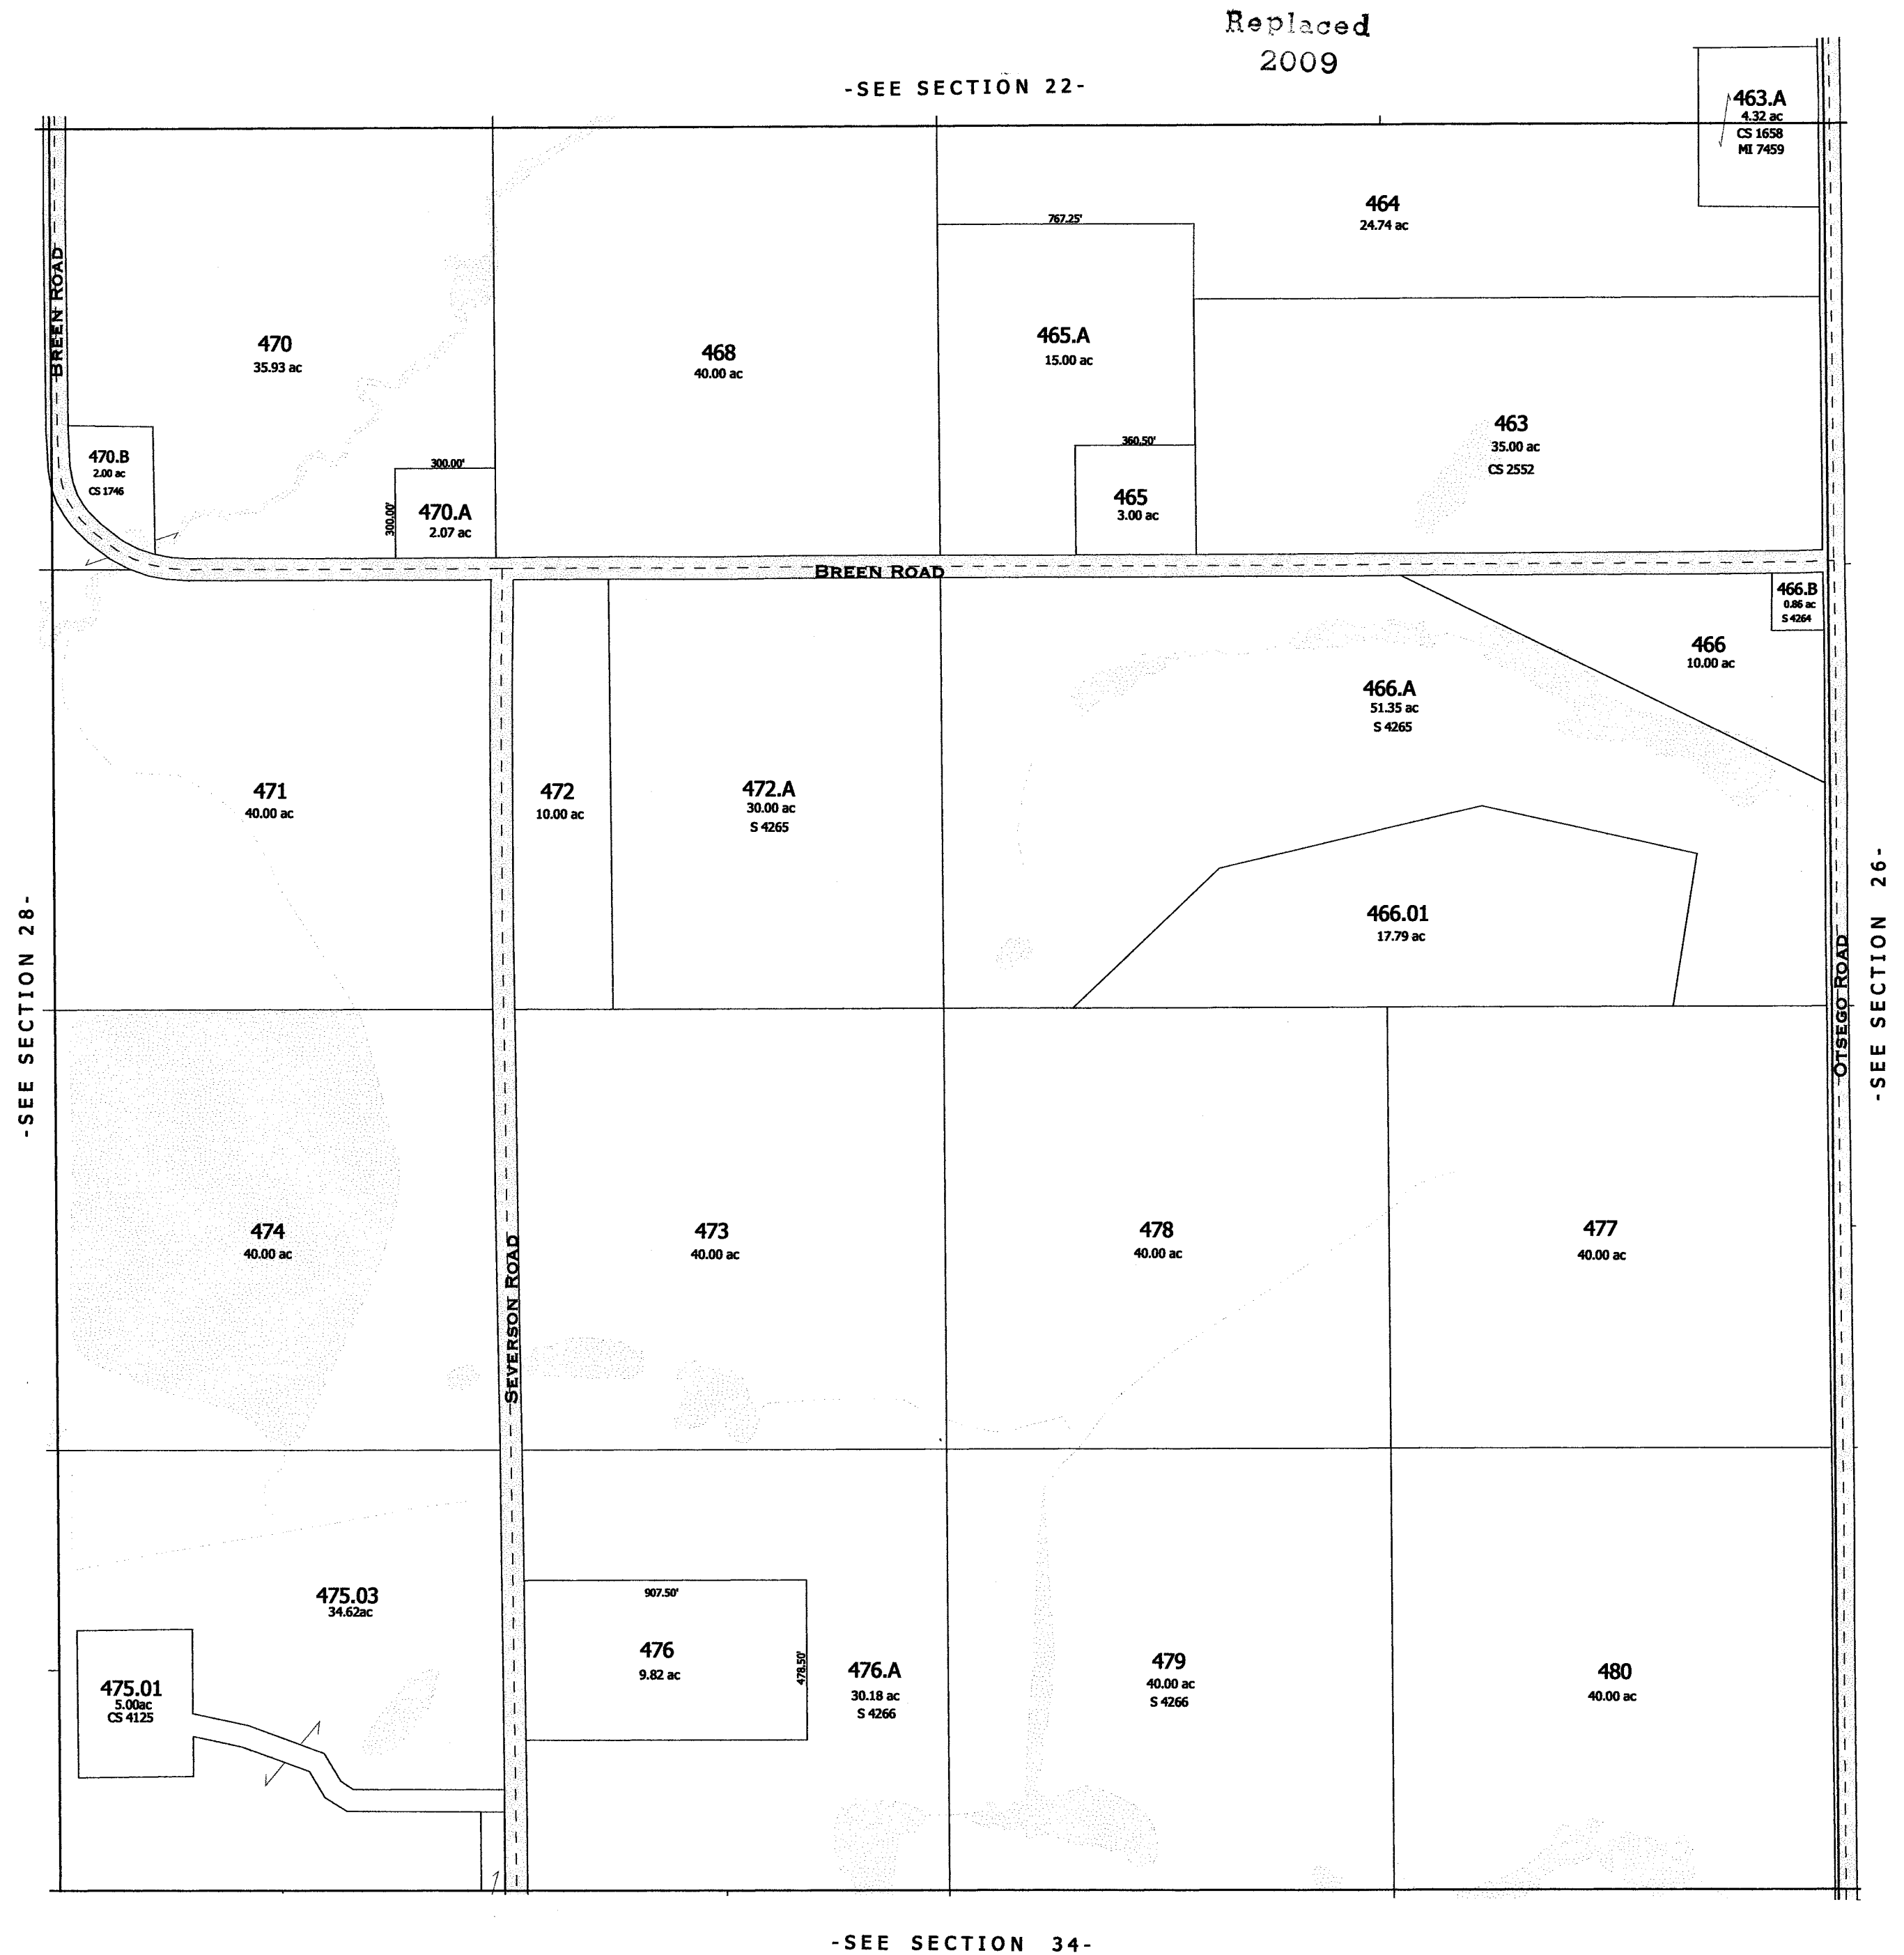 Replaced
2009
-SEE SECTION 22-
463.A
4.32 ac
CS 1658
MI 7459
464
24.74 ac
767.25'
BREEN ROAD
470
35.93 ac
468
40.00 ac
465.A
15.00 ac
463
35.00 ac
CS 2552
470.B
2.00 ac
CS 1746
300.00'
300.00'
470.A
2.07 ac
360.50'
465
3.00 ac
BREEN ROAD
466.B
0.86 ac
S 4264
466
10.00 ac
466.A
51.35 ac
S 4265
471
40.00 ac
472
10.00 ac
472.A
30.00 ac
S 4265
466.01
17.79 ac
-SEE SECTION 28-
OTSEGO ROAD
-SEE SECTION 26-
474
40.00 ac
SEVERSON ROAD
473
40.00 ac
478
40.00 ac
477
40.00 ac
475.03
34.62ac
907.50'
476
9.82 ac
478.50'
475.01
5.00ac
CS 4125
476.A
30.18 ac
S 4266
479
40.00 ac
S 4266
480
40.00 ac
-SEE SECTION 34-